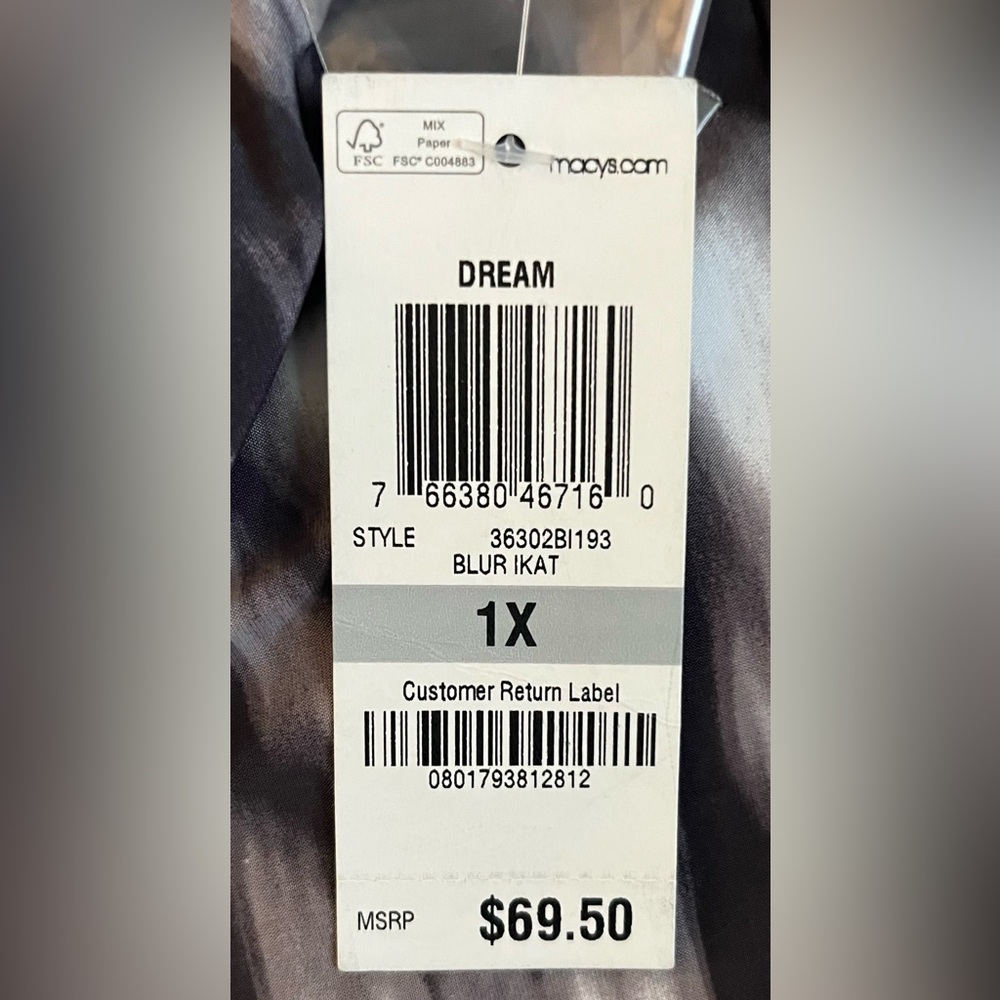 MIX
Paper
FSC
FSC® C004883
macys.com
DREAM
7 66380 46716 0
STYLE 36302BI193
BLUR IKAT
1X
Customer Return Label
0801793812812
MSRP $69.50